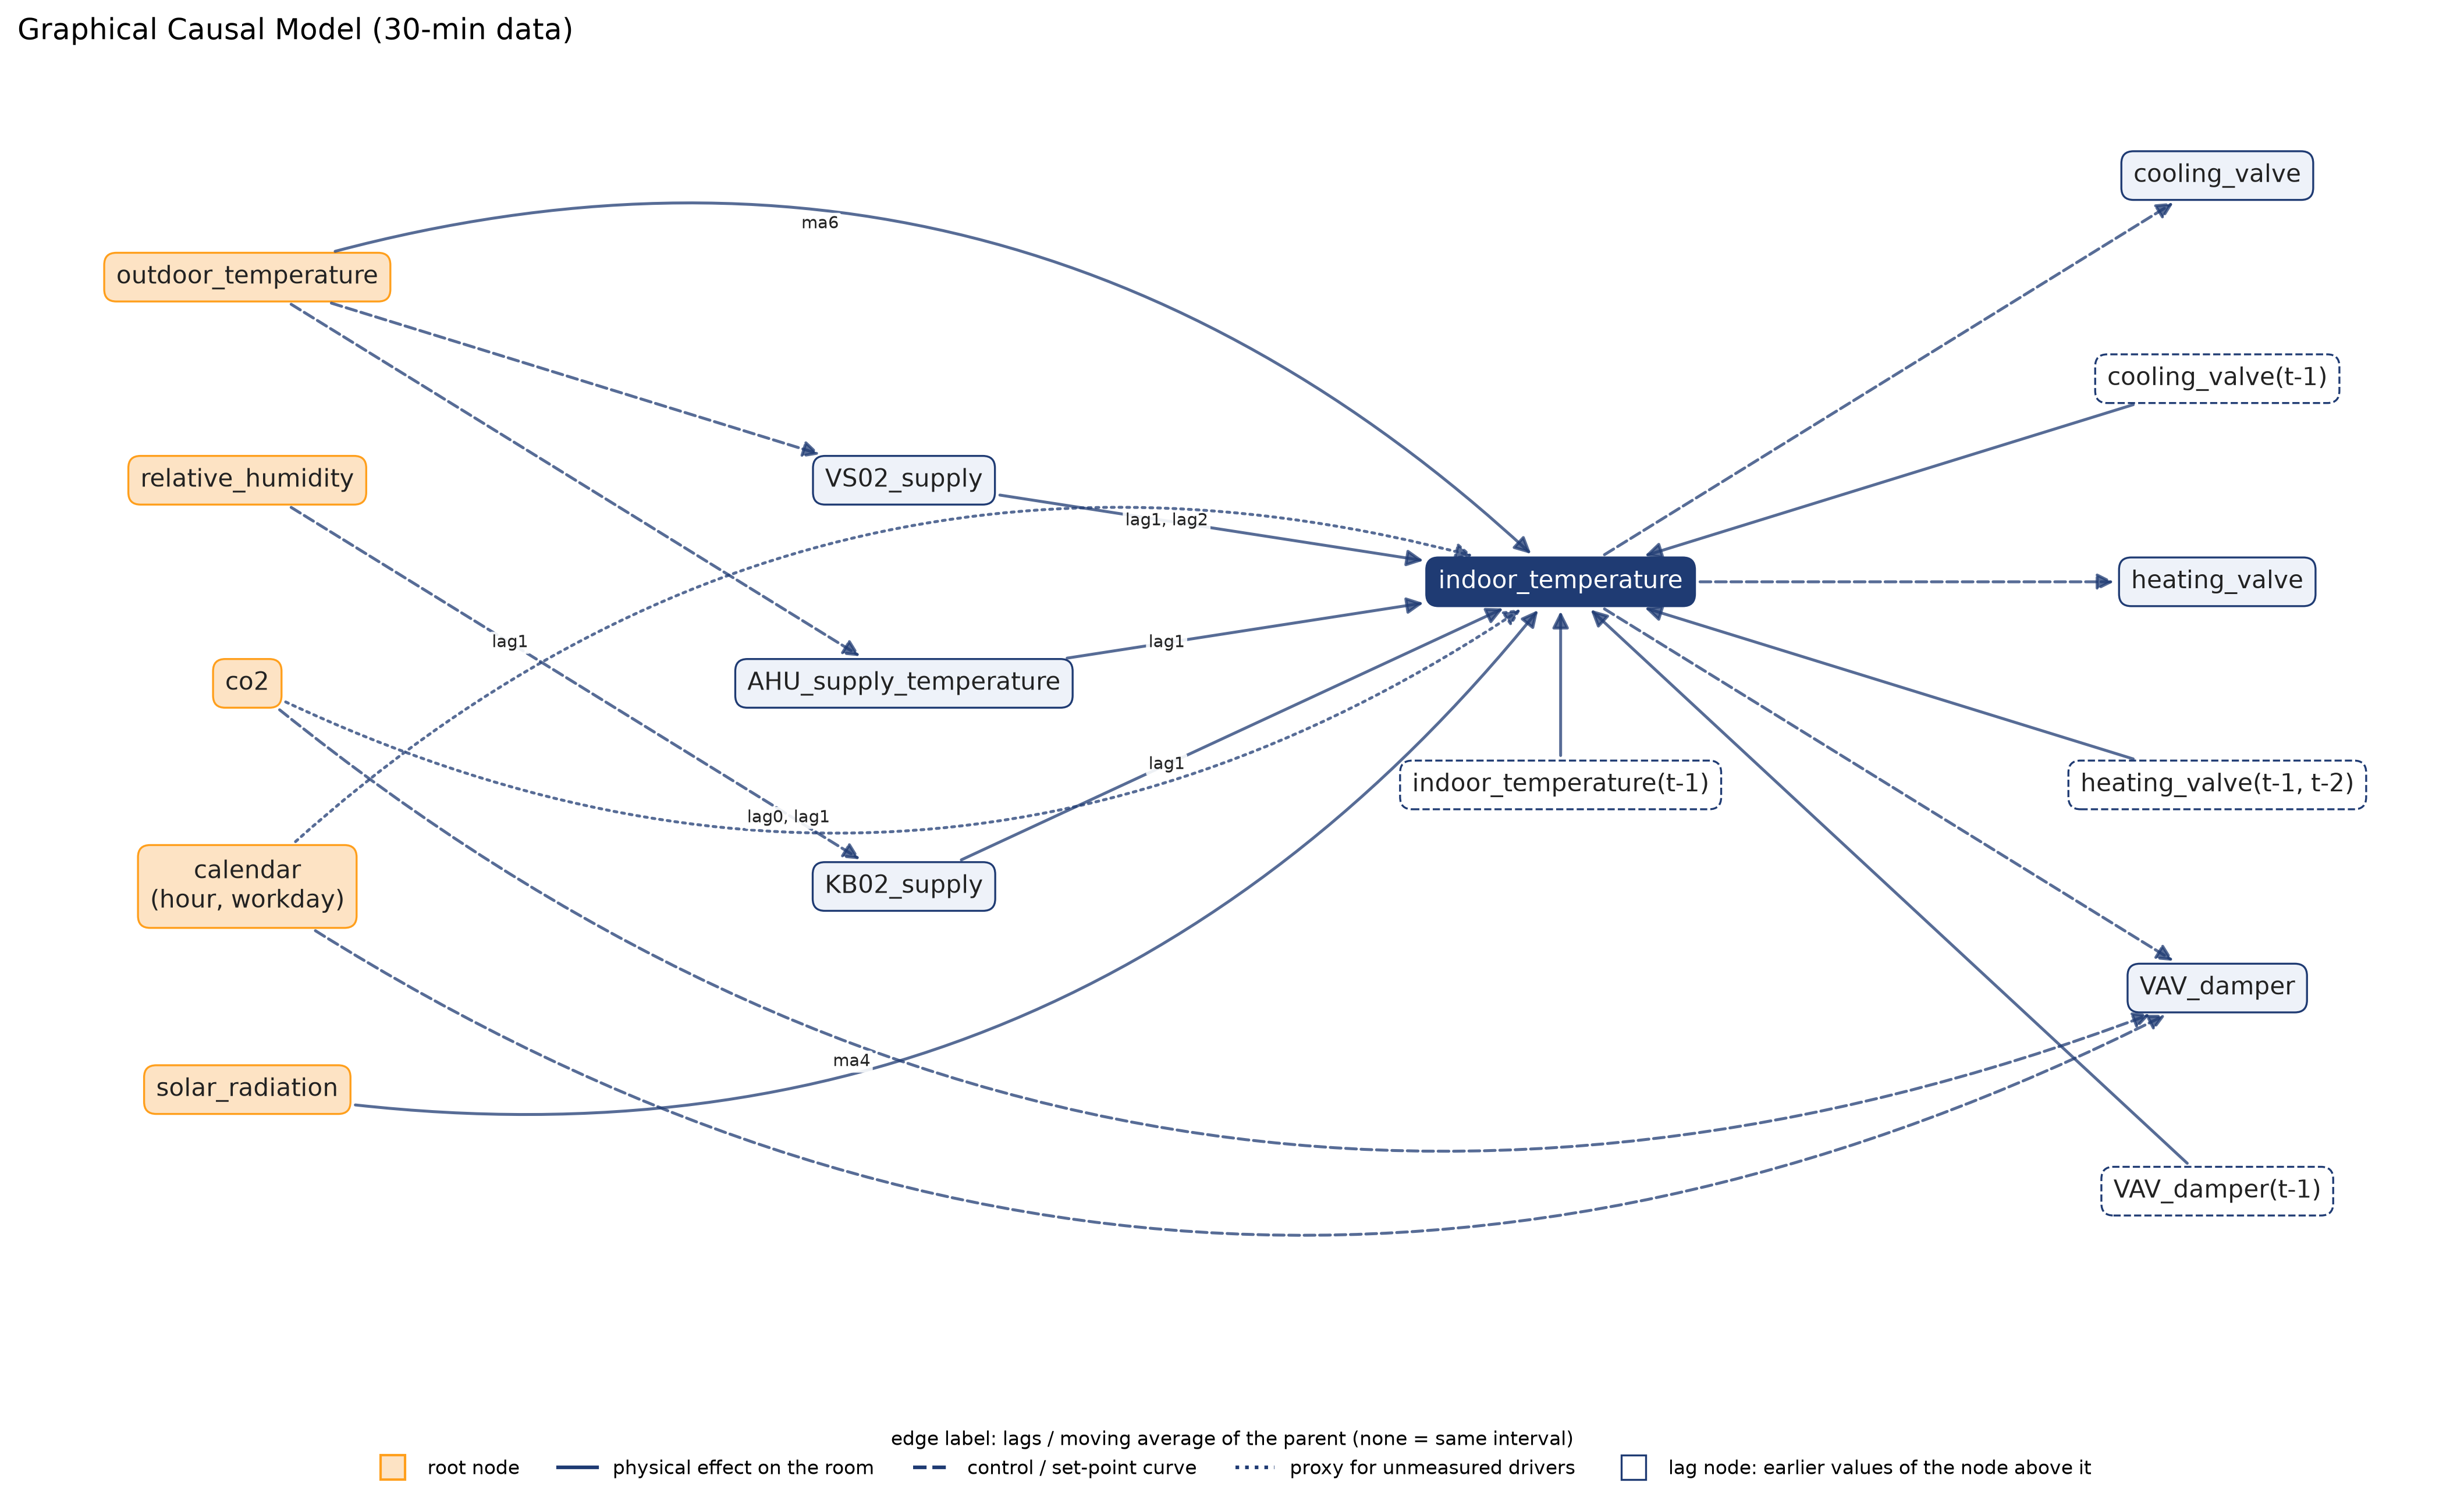 Graphical Causal Model (30-min data)
cooling_valve
ma6
outdoor_temperature
cooling_valve(t-1)
relative_humidity
VS02_supply
lag1, lag2
indoor_temperature
heating_valve
lag1
lag1
co2
AHU_supply_temperature
lag1
indoor_temperature(t-1)
heating_valve(t-1, t-2)
lag0, lag1
calendar
(hour, workday)
KB02_supply
VAV_damper
ma4
solar_radiation
VAV_damper(t-1)
edge label: lags / moving average of the parent (none = same interval)
root node
physical effect on the room
control / set-point curve
proxy for unmeasured drivers
lag node: earlier values of the node above it